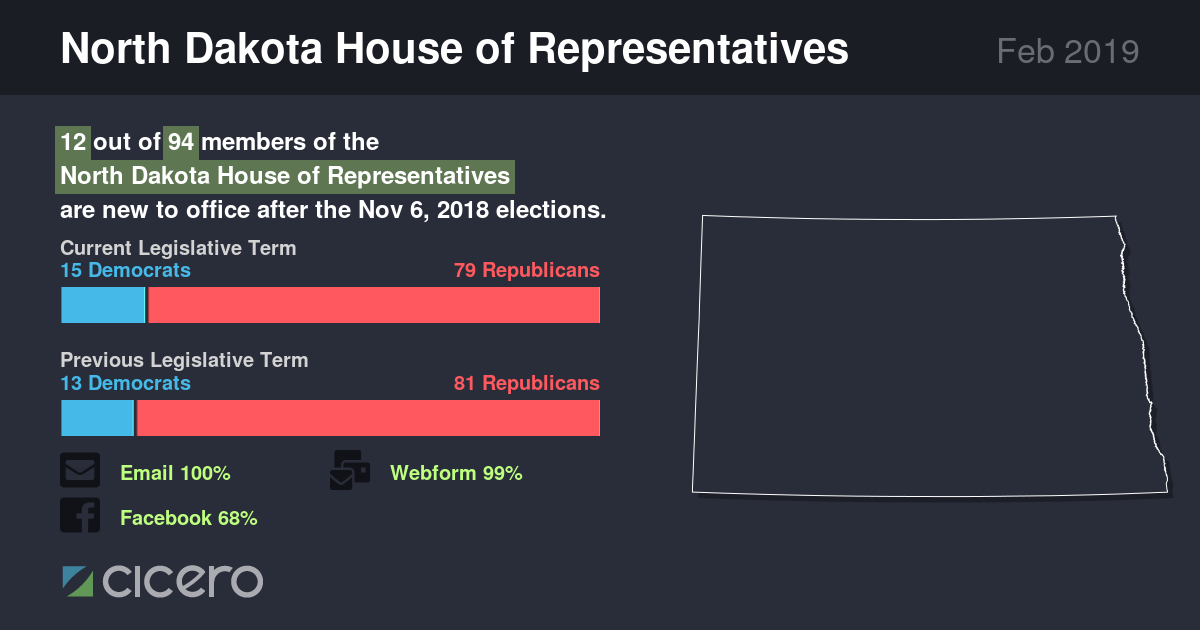 North Dakota House of Representatives
Feb 2019
12 out of 94 members of the
North Dakota House of Representatives
are new to office after the Nov 6, 2018 elections.
Current Legislative Term
15 Democrats 79 Republicans
Previous Legislative Term
13 Democrats 81 Republicans
Email 100% Webform 99%
Facebook 68%
cicero